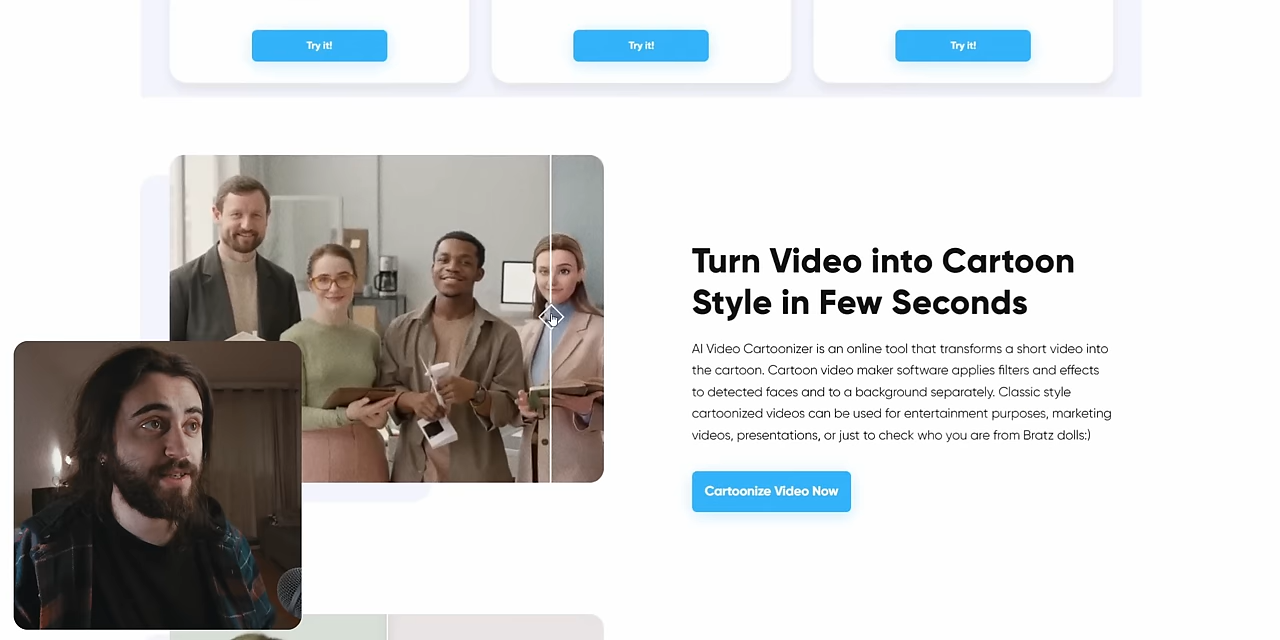 Try it!
Try it!
Try it!
Turn Video into Cartoon
Style in Few Seconds
AI Video Cartoonizer is an online tool that transforms a short video into
the cartoon. Cartoon video maker software applies filters and effects
to detected faces and to a background separately. Classic style
cartoonized videos can be used for entertainment purposes, marketing
videos, presentations, or just to check who you are from Bratz dolls:)
Cartoonize Video Now